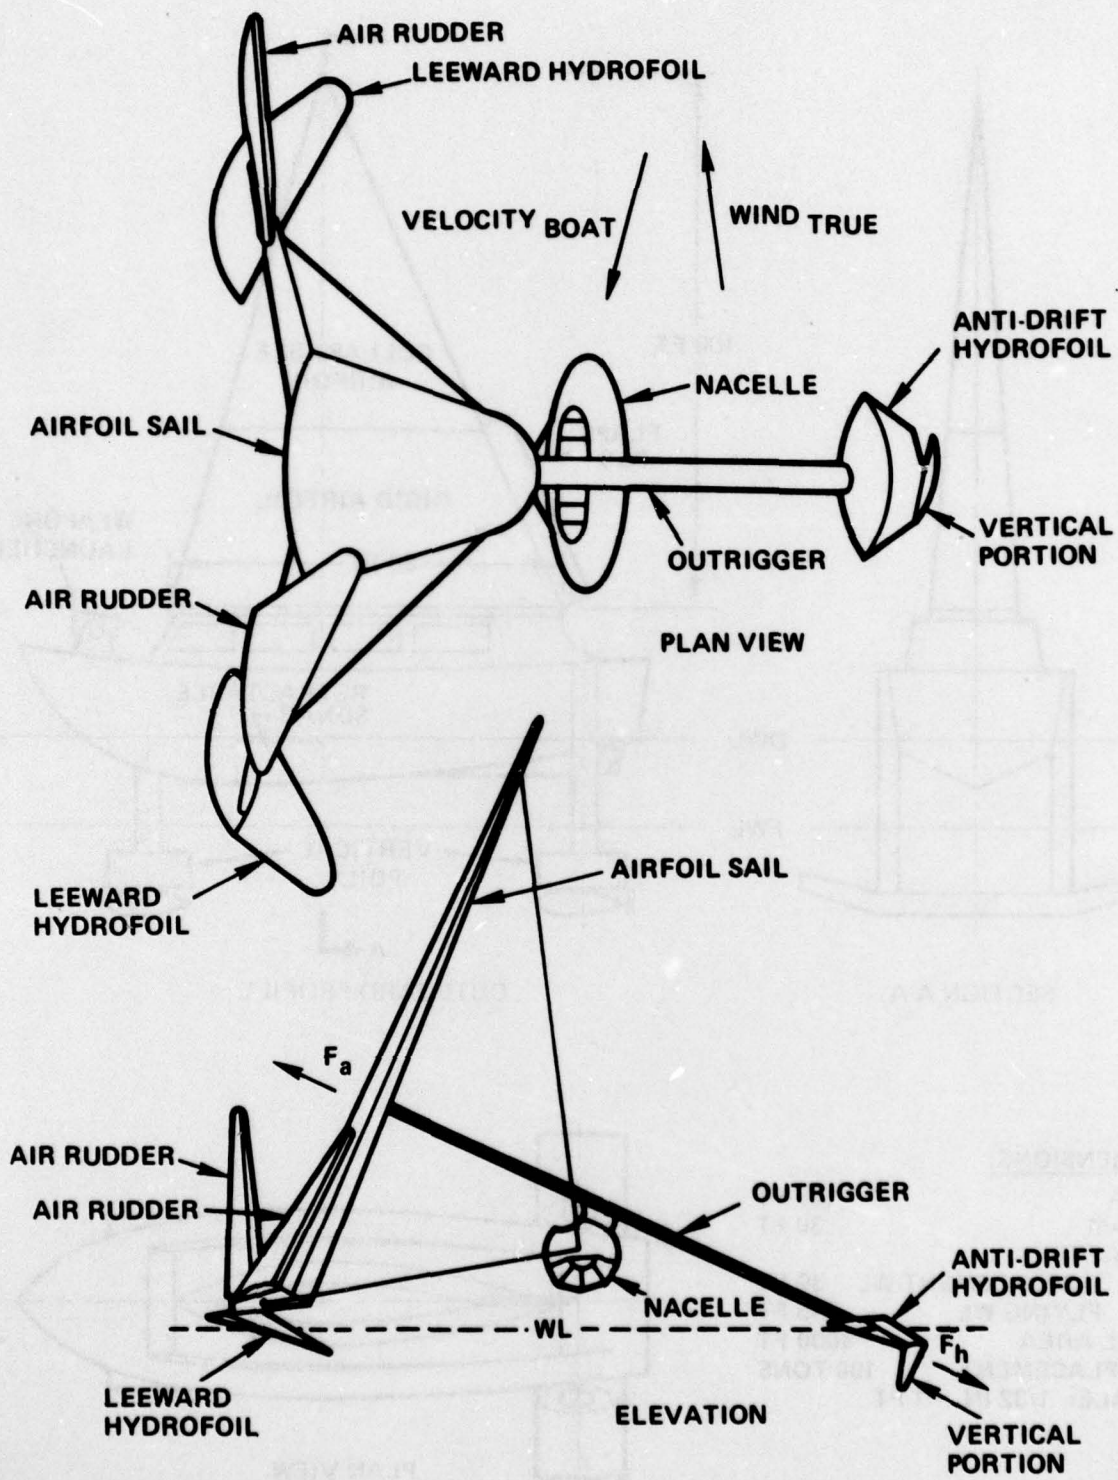 AIR RUDDER
LEEWARD HYDROFOIL
VELOCITY BOAT
WIND TRUE
ANTI-DRIFT
HYDROFOIL
NACELLE
AIRFOIL SAIL
VERTICAL
PORTION
OUTRIGGER
AIR RUDDER
PLAN VIEW
LEEWARD
HYDROFOIL
AIRFOIL SAIL
Fa
AIR RUDDER
AIR RUDDER
OUTRIGGER
ANTI-DRIFT
HYDROFOIL
NACELLE
WL
Fh
LEEWARD
HYDROFOIL
ELEVATION
VERTICAL
PORTION